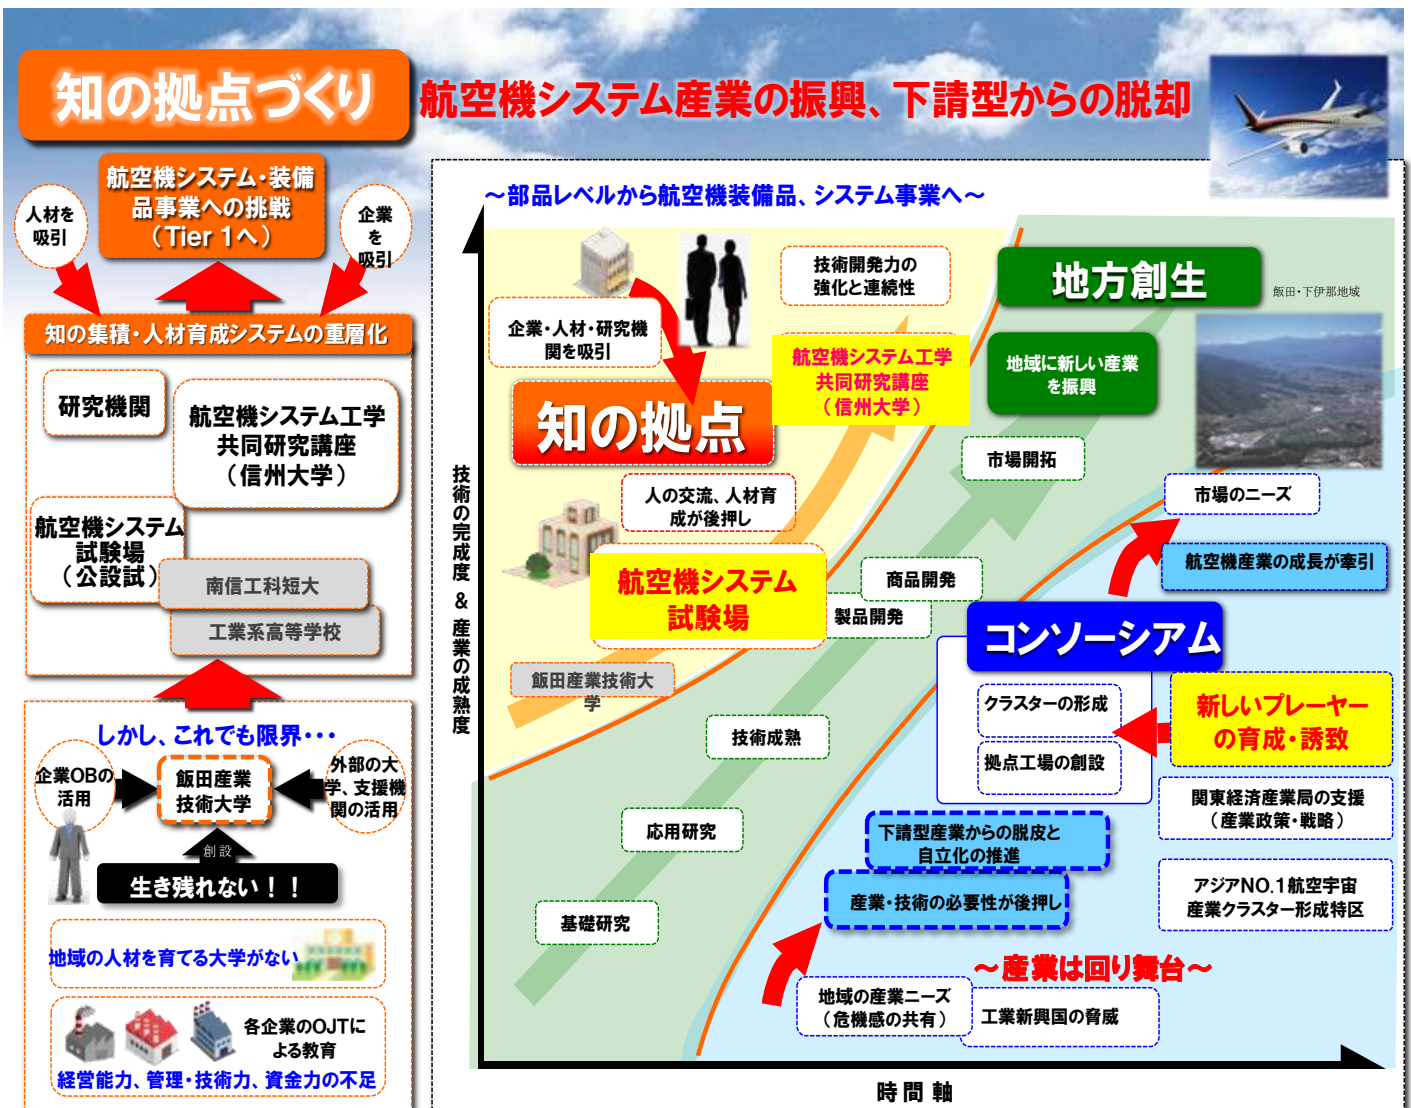 知の拠点づくり
航空機システム産業の振興、下請型からの脱却
航空機システム・装備
品事業への挑戦
（Tier 1へ）
人材を
吸引
企業
を
吸引
知の集積・人材育成システムの重層化
研究機関
航空機システム工学
共同研究講座
（信州大学）
航空機システム
試験場
（公設試）
南信工科短大
工業系高等学校
しかし、これでも限界・・・
企業OBの
活用
飯田産業
技術大学
外部の大
学、支援機
関の活用
創設
生き残れない！！
地域の人材を育てる大学がない
各企業のOJTに
よる教育
経営能力、管理・技術力、資金力の不足
～部品レベルから航空機装備品、システム事業へ～
技術の完成度 & 産業の成熟度
企業・人材・研究機
関を吸引
技術開発力の
強化と連続性
地方創生
飯田・下伊那地域
航空機システム工学
共同研究講座
（信州大学）
地域に新しい産業
を振興
知の拠点
市場開拓
人の交流、人材育
成が後押し
市場のニーズ
航空機産業の成長が牽引
航空機システム
試験場
商品開発
製品開発
コンソーシアム
飯田産業技術大
学
クラスターの形成
拠点工場の創設
新しいプレーヤー
の育成・誘致
技術成熟
関東経済産業局の支援
（産業政策・戦略）
応用研究
下請型産業からの脱皮と
自立化の推進
アジアNO.1航空宇宙
産業クラスター形成特区
産業・技術の必要性が後押し
基礎研究
～産業は回り舞台～
地域の産業ニーズ
（危機感の共有）
工業新興国の脅威
時間軸